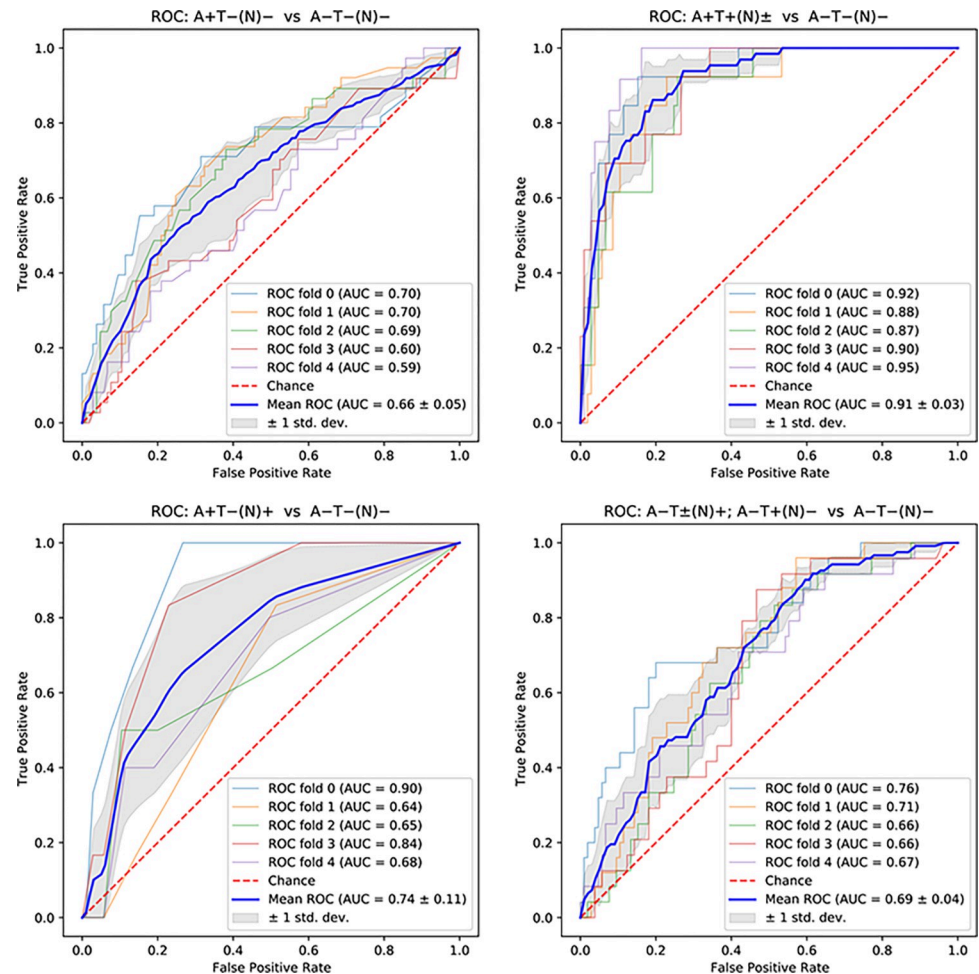 ROC: A+T−(N)− vs A−T−(N)−
True Positive Rate
1.0
0.8
0.6
0.4
0.2
0.0
ROC fold 0 (AUC = 0.70)
ROC fold 1 (AUC = 0.70)
ROC fold 2 (AUC = 0.69)
ROC fold 3 (AUC = 0.60)
ROC fold 4 (AUC = 0.59)
Chance
Mean ROC (AUC = 0.66 ± 0.05)
± 1 std. dev.
0.0 0.2 0.4 0.6 0.8 1.0
False Positive Rate
ROC: A+T+(N)± vs A−T−(N)−
True Positive Rate
1.0
0.8
0.6
0.4
0.2
0.0
ROC fold 0 (AUC = 0.92)
ROC fold 1 (AUC = 0.88)
ROC fold 2 (AUC = 0.87)
ROC fold 3 (AUC = 0.90)
ROC fold 4 (AUC = 0.95)
Chance
Mean ROC (AUC = 0.91 ± 0.03)
± 1 std. dev.
0.0 0.2 0.4 0.6 0.8 1.0
False Positive Rate
ROC: A+T−(N)+ vs A−T−(N)−
True Positive Rate
1.0
0.8
0.6
0.4
0.2
0.0
ROC fold 0 (AUC = 0.90)
ROC fold 1 (AUC = 0.64)
ROC fold 2 (AUC = 0.65)
ROC fold 3 (AUC = 0.84)
ROC fold 4 (AUC = 0.68)
Chance
Mean ROC (AUC = 0.74 ± 0.11)
± 1 std. dev.
0.0 0.2 0.4 0.6 0.8 1.0
False Positive Rate
ROC: A−T±(N)+; A−T+(N)− vs A−T−(N)−
True Positive Rate
1.0
0.8
0.6
0.4
0.2
0.0
ROC fold 0 (AUC = 0.76)
ROC fold 1 (AUC = 0.71)
ROC fold 2 (AUC = 0.66)
ROC fold 3 (AUC = 0.66)
ROC fold 4 (AUC = 0.67)
Chance
Mean ROC (AUC = 0.69 ± 0.04)
± 1 std. dev.
0.0 0.2 0.4 0.6 0.8 1.0
False Positive Rate